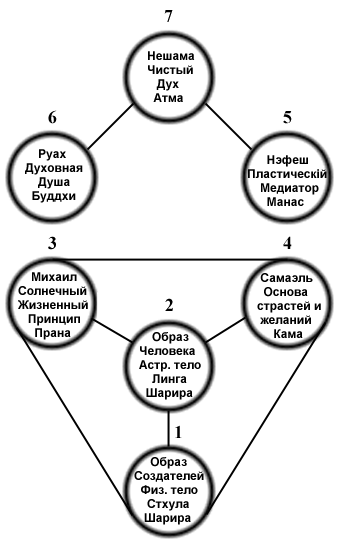 7
Нешама
Чистый
Дух
Атма
6
Руах
Духовная
Душа
Буддхи
5
Нэфеш
Пластическій
Медиатор
Манас
3
Михаил
Солнечный
Жизненный
Принцип
Прана
4
Самаэль
Основа
страстей и
желаний
Кама
2
Образ
Человека
Астр. тело
Линга
Шарира
1
Образ
Создателей
Физ. тело
Стхула
Шарира